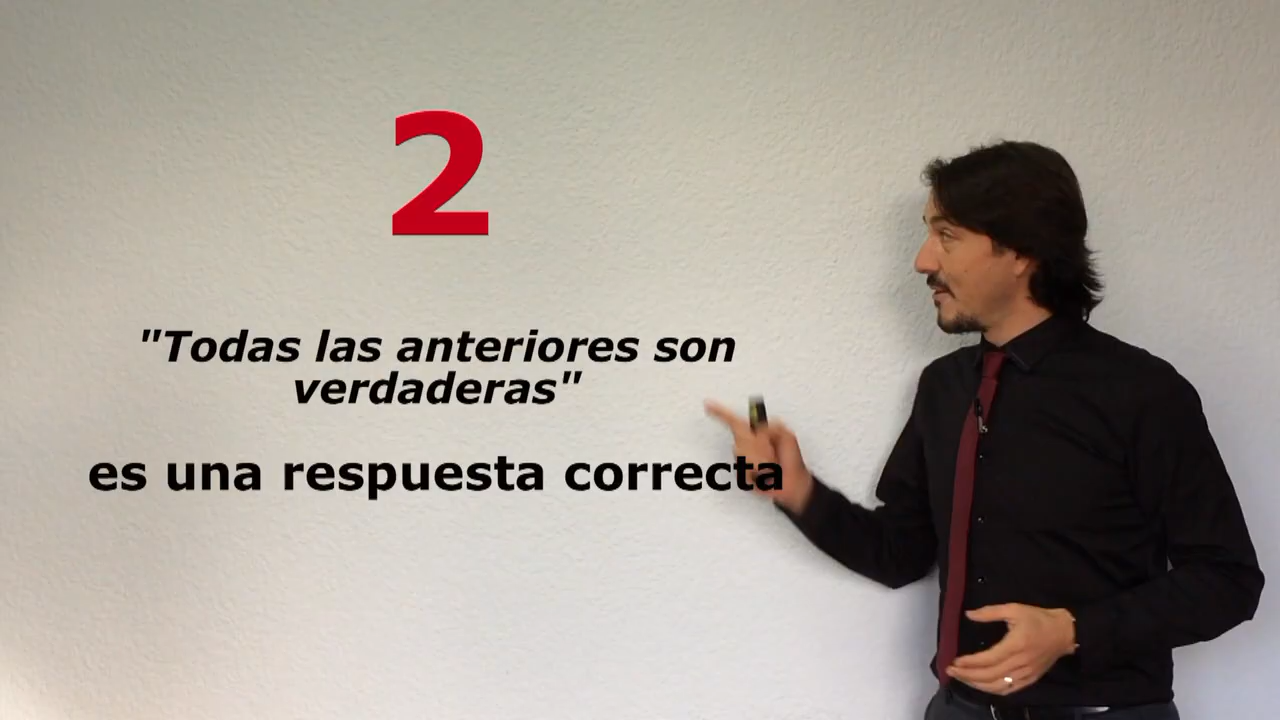 2
"Todas las anteriores son
verdaderas"
es una respuesta correcta